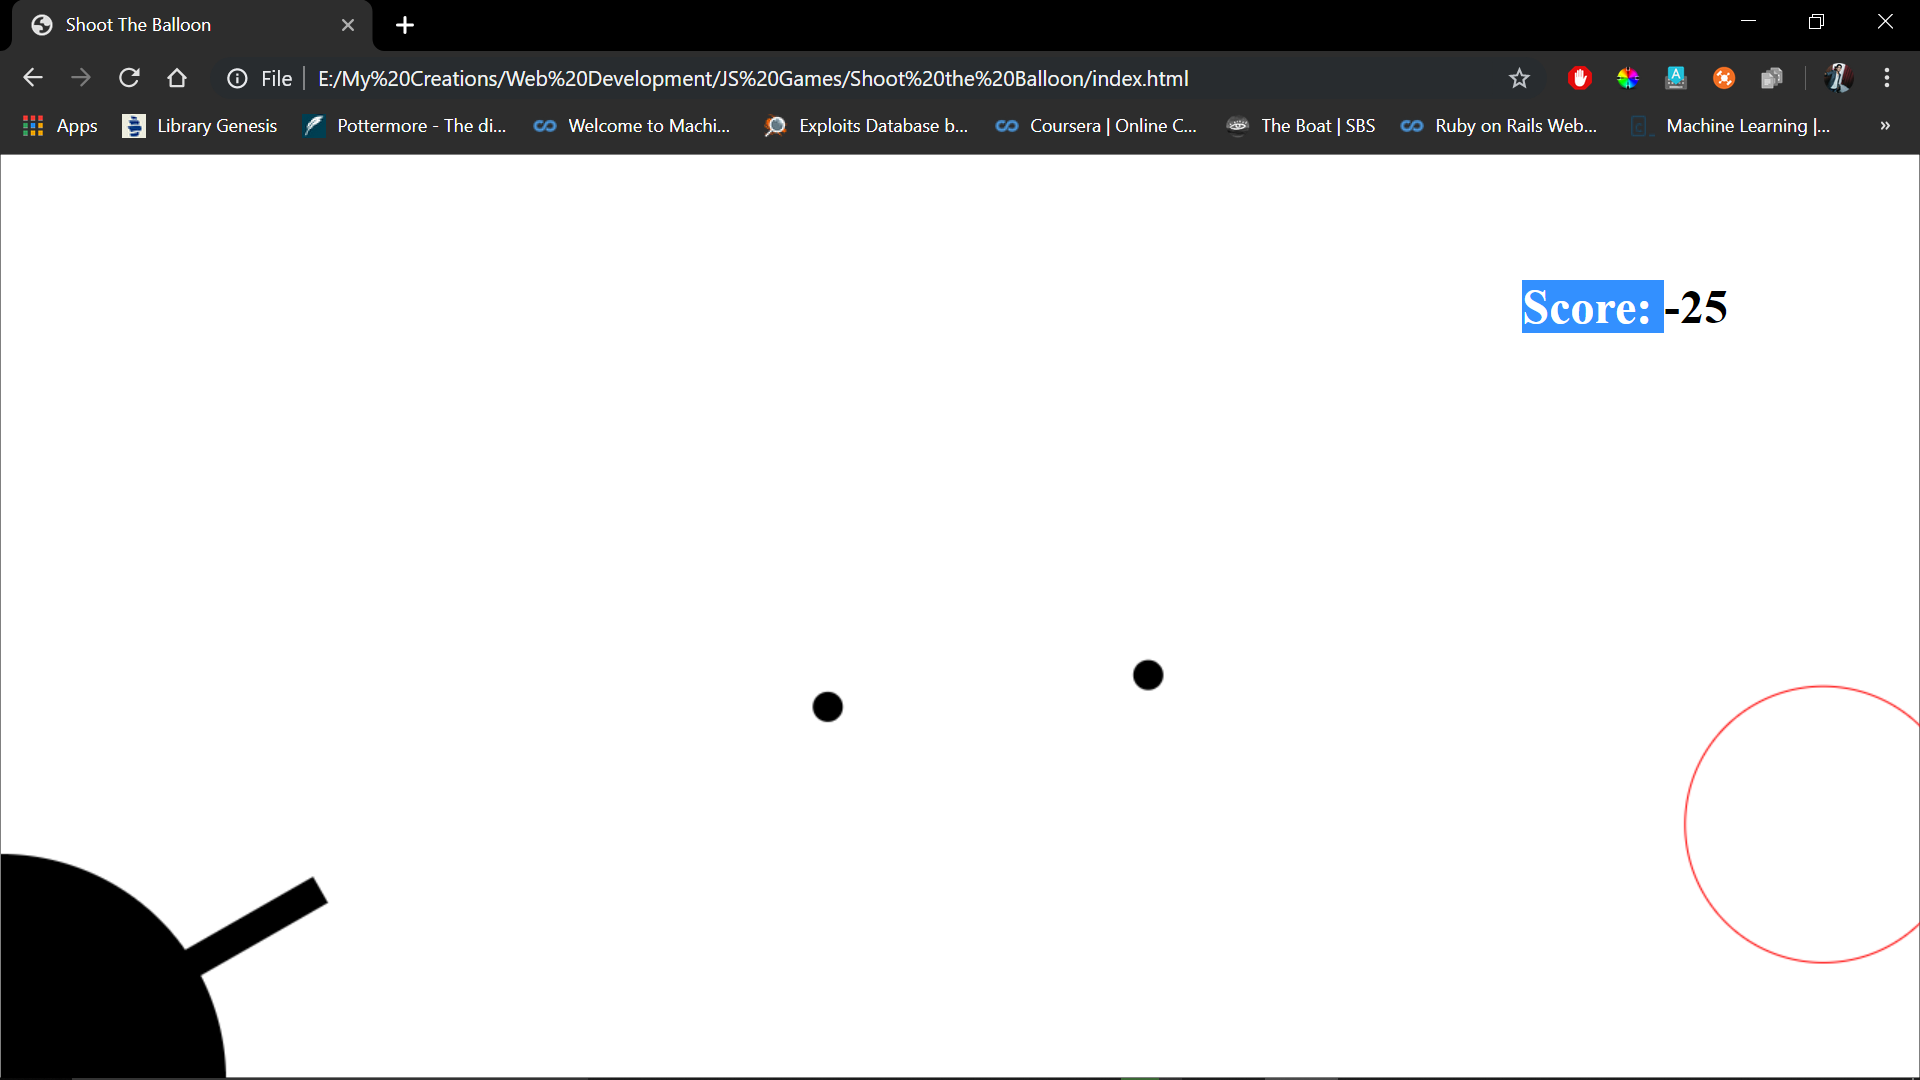 Shoot The Balloon
File E:/My%20Creations/Web%20Development/JS%20Games/Shoot%20the%20Balloon/index.html
Apps Library Genesis Pottermore - The di... Welcome to Machi... Exploits Database b... Coursera | Online C... The Boat | SBS Ruby on Rails Web... Machine Learning |... »
Score: -25